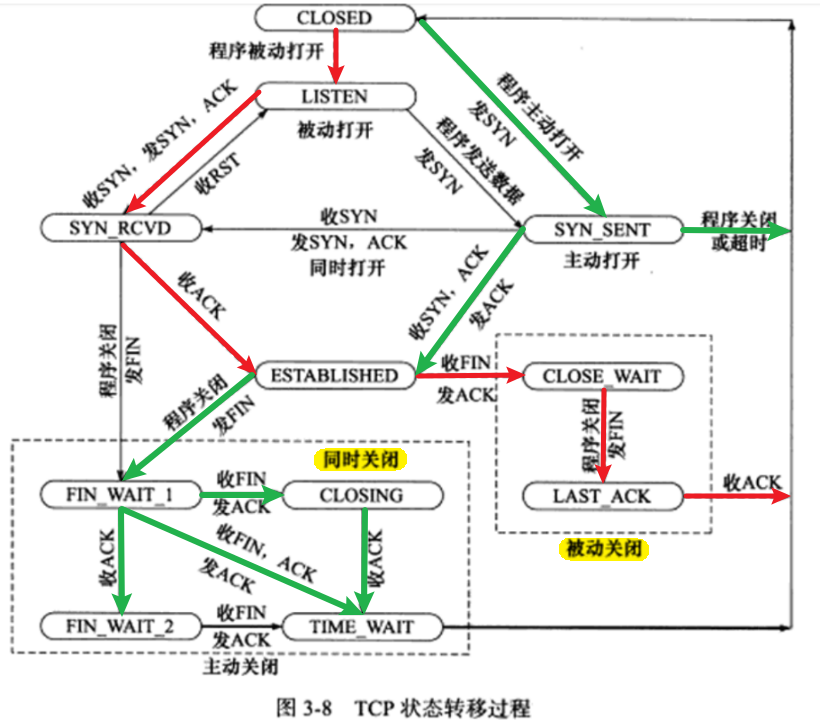 CLOSED
程序被动打开
LISTEN
被动打开
程序主动打开
发SYN
收SYN，发SYN，ACK
收RST
程序发送数据
发SYN
SYN_RCVD
收SYN
发SYN，ACK
同时打开
SYN_SENT
主动打开
程序关闭
或超时
收ACK
收SYN，ACK
发ACK
程序关闭
发FIN
ESTABLISHED
收FIN
发ACK
CLOSE_WAIT
程序关闭
发FIN
程序关闭
发FIN
同时关闭
FIN_WAIT_1
收FIN
发ACK
CLOSING
LAST_ACK
收ACK
被动关闭
收ACK
收FIN，ACK
发ACK
收ACK
FIN_WAIT_2
收FIN
发ACK
TIME_WAIT
主动关闭
图 3-8 TCP 状态转移过程